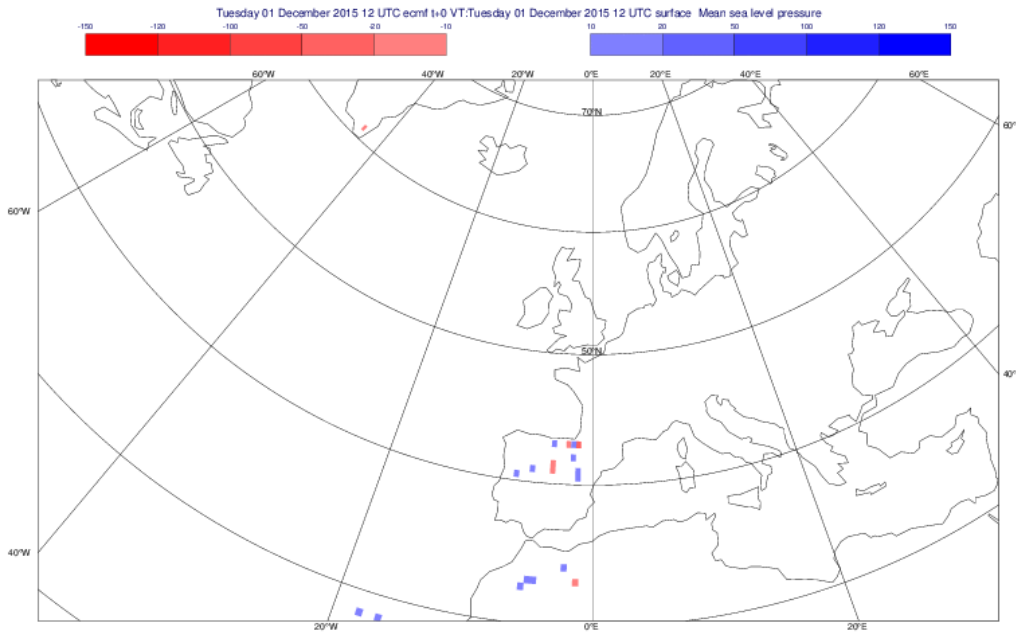 Tuesday 01 December 2015 12 UTC ecmf t+0 VT:Tuesday 01 December 2015 12 UTC surface Mean sea level pressure
-150 -120 -100 -50 -20 -10 10 20 50 100 120 150
60°W 40°W 20°W 0°E 20°E 40°E 60°E
70°N
60°
60°W
50°N
40°
40°W
20°W 0°E 20°E